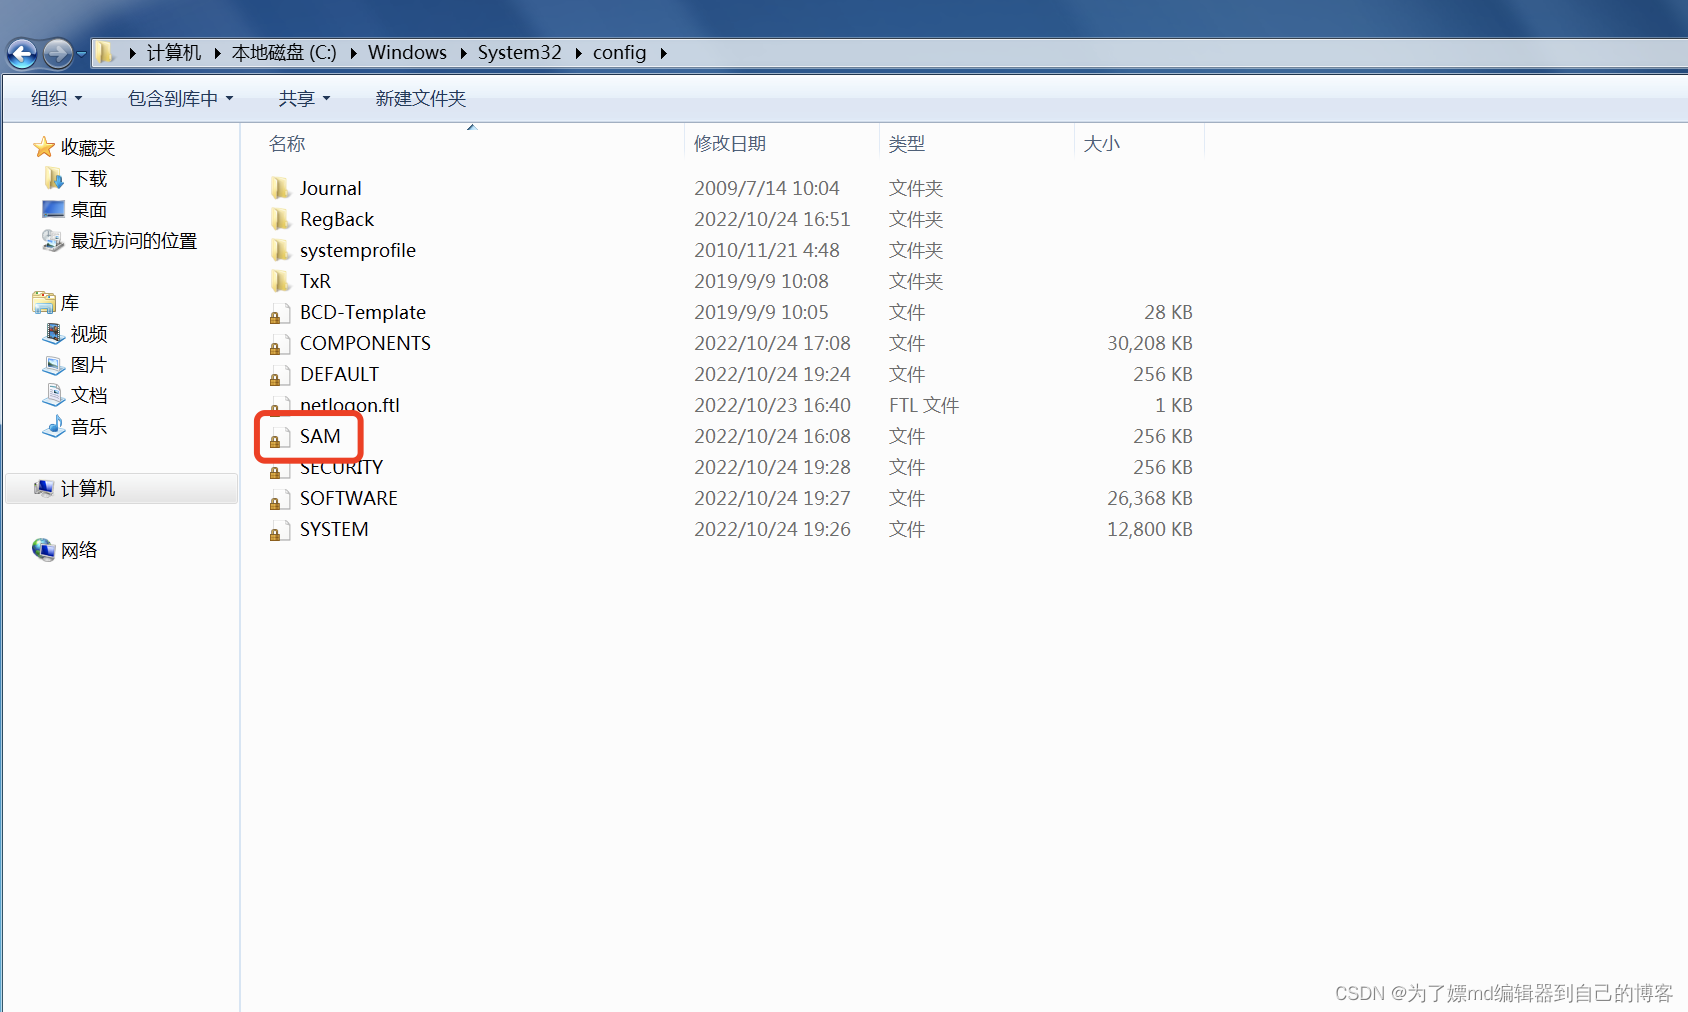 计算机 本地磁盘 (C:) Windows System32 config
组织 包含到库中 共享 新建文件夹
收藏夹
下载
桌面
最近访问的位置
库
视频
图片
文档
音乐
计算机
网络
名称 修改日期 类型 大小
Journal 2009/7/14 10:04 文件夹
RegBack 2022/10/24 16:51 文件夹
systemprofile 2010/11/21 4:48 文件夹
TxR 2019/9/9 10:08 文件夹
BCD-Template 2019/9/9 10:05 文件 28 KB
COMPONENTS 2022/10/24 17:08 文件 30,208 KB
DEFAULT 2022/10/24 19:24 文件 256 KB
netlogon.ftl 2022/10/23 16:40 FTL 文件 1 KB
SAM 2022/10/24 16:08 文件 256 KB
SECURITY 2022/10/24 19:28 文件 256 KB
SOFTWARE 2022/10/24 19:27 文件 26,368 KB
SYSTEM 2022/10/24 19:26 文件 12,800 KB
CSDN @为了嫖md编辑器到自己的博客